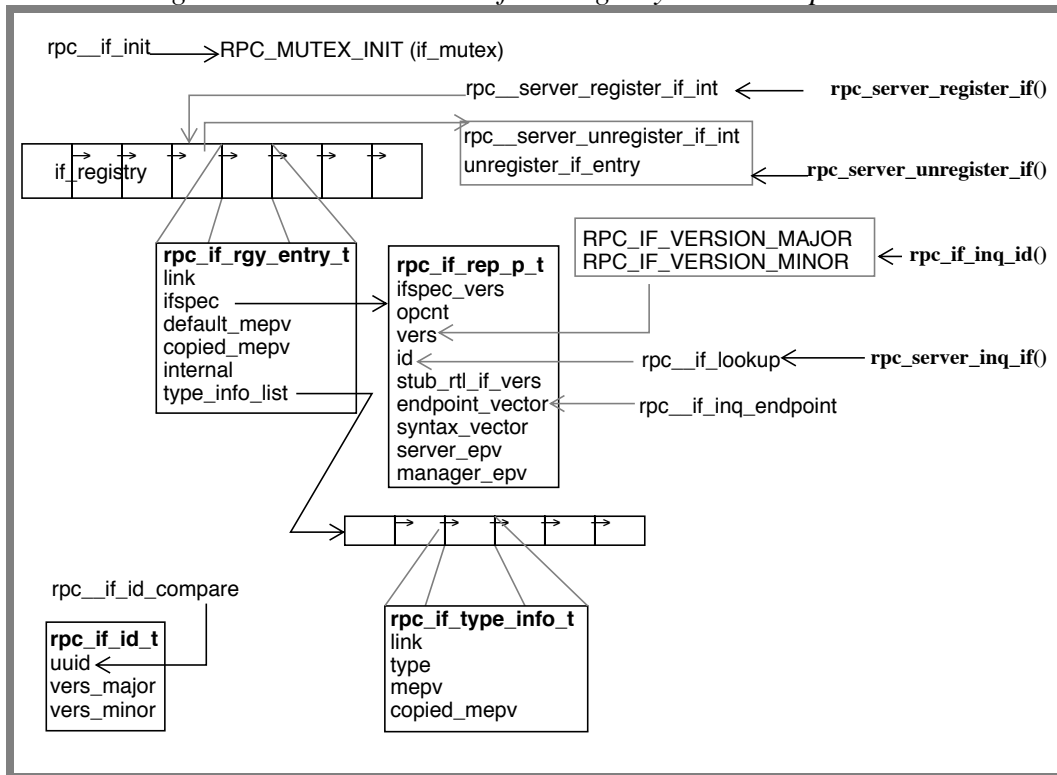 rpc__if_init RPC_MUTEX_INIT (if_mutex)
rpc__server_register_if_int rpc_server_register_if()
rpc__server_unregister_if_int
unregister_if_entry
rpc_server_unregister_if()
if_registry
RPC_IF_VERSION_MAJOR
RPC_IF_VERSION_MINOR
rpc_if_inq_id()
rpc_if_rgy_entry_t
link
ifspec
default_mepv
copied_mepv
internal
type_info_list
rpc_if_rep_p_t
ifspec_vers
opcnt
vers
id
stub_rtl_if_vers
endpoint_vector
syntax_vector
server_epv
manager_epv
rpc__if_lookup rpc_server_inq_if()
rpc__if_inq_endpoint
rpc__if_id_compare
rpc_if_id_t
uuid
vers_major
vers_minor
rpc_if_type_info_t
link
type
mepv
copied_mepv